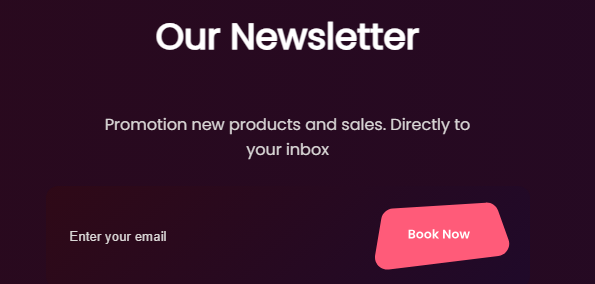 Our Newsletter
Promotion new products and sales. Directly to
your inbox
Enter your email
Book Now